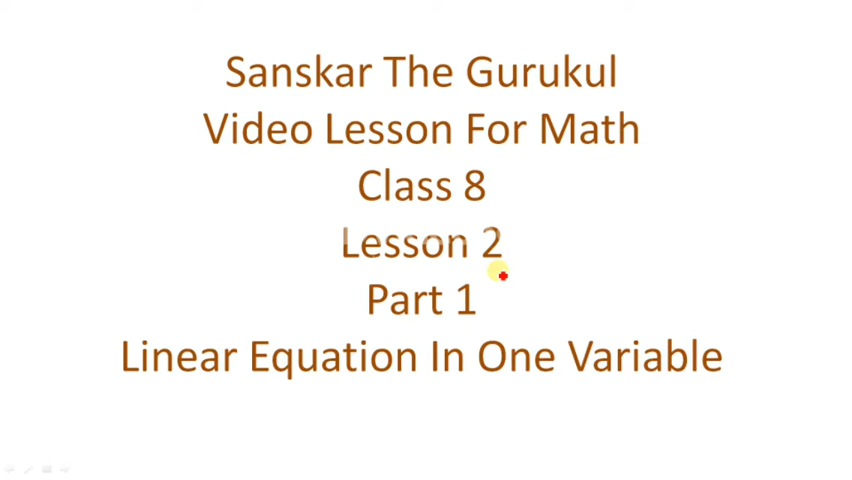 Sanskar The Gurukul
Video Lesson For Math
Class 8
Lesson 2
Part 1
Linear Equation In One Variable